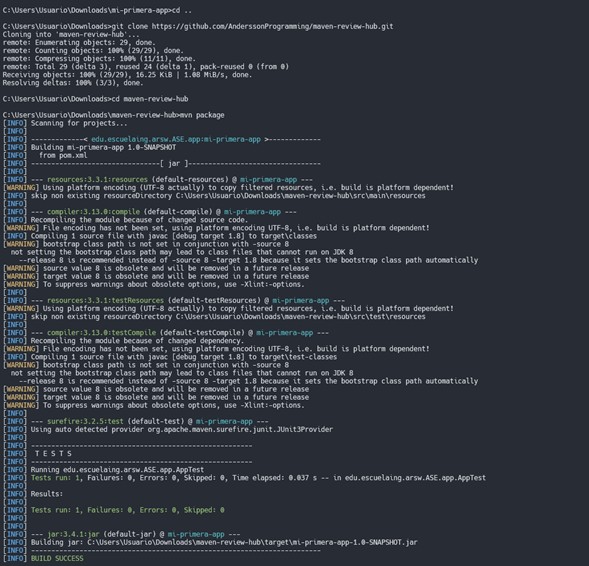 C:\Users\Usuario\Downloads\mi-primera-app>cd ..
C:\Users\Usuario\Downloads>git clone https://github.com/AnderssonProgramming/maven-review-hub.git
Cloning into 'maven-review-hub'...
remote: Enumerating objects: 29, done.
remote: Counting objects: 100% (29/29), done.
remote: Compressing objects: 100% (11/11), done.
remote: Total 29 (delta 3), reused 24 (delta 1), pack-reused 0 (from 0)
Receiving objects: 100% (29/29), 16.25 KiB | 1.08 MiB/s, done.
Resolving deltas: 100% (3/3), done.
C:\Users\Usuario\Downloads>cd maven-review-hub
C:\Users\Usuario\Downloads\maven-review-hub>mvn package
[INFO] Scanning for projects...
[INFO]
[INFO] -------------< edu.escuelaing.arsw.ASE.app:mi-primera-app >-------------
[INFO] Building mi-primera-app 1.0-SNAPSHOT
[INFO]   from pom.xml
[INFO] --------------------------------[ jar ]---------------------------------
[INFO]
[INFO] --- resources:3.3.1:resources (default-resources) @ mi-primera-app ---
[WARNING] Using platform encoding (UTF-8 actually) to copy filtered resources, i.e. build is platform dependent!
[INFO] skip non existing resourceDirectory C:\Users\Usuario\Downloads\maven-review-hub\src\main\resources
[INFO]
[INFO] --- compiler:3.13.0:compile (default-compile) @ mi-primera-app ---
[INFO] Recompiling the module because of changed source code.
[WARNING] File encoding has not been set, using platform encoding UTF-8, i.e. build is platform dependent!
[INFO] Compiling 1 source file with javac [debug target 1.8] to target\classes
[WARNING] bootstrap class path is not set in conjunction with -source 8
  not setting the bootstrap class path may lead to class files that cannot run on JDK 8
    --release 8 is recommended instead of -source 8 -target 1.8 because it sets the bootstrap class path automatically
[WARNING] source value 8 is obsolete and will be removed in a future release
[WARNING] target value 8 is obsolete and will be removed in a future release
[WARNING] To suppress warnings about obsolete options, use -Xlint:-options.
[INFO]
[INFO] --- resources:3.3.1:testResources (default-testResources) @ mi-primera-app ---
[WARNING] Using platform encoding (UTF-8 actually) to copy filtered resources, i.e. build is platform dependent!
[INFO] skip non existing resourceDirectory C:\Users\Usuario\Downloads\maven-review-hub\src\test\resources
[INFO]
[INFO] --- compiler:3.13.0:testCompile (default-testCompile) @ mi-primera-app ---
[INFO] Recompiling the module because of changed dependency.
[WARNING] File encoding has not been set, using platform encoding UTF-8, i.e. build is platform dependent!
[INFO] Compiling 1 source file with javac [debug target 1.8] to target\test-classes
[WARNING] bootstrap class path is not set in conjunction with -source 8
  not setting the bootstrap class path may lead to class files that cannot run on JDK 8
    --release 8 is recommended instead of -source 8 -target 1.8 because it sets the bootstrap class path automatically
[WARNING] source value 8 is obsolete and will be removed in a future release
[WARNING] target value 8 is obsolete and will be removed in a future release
[WARNING] To suppress warnings about obsolete options, use -Xlint:-options.
[INFO]
[INFO] --- surefire:3.2.5:test (default-test) @ mi-primera-app ---
[INFO] Using auto detected provider org.apache.maven.surefire.junit.JUnit3Provider
[INFO]
[INFO] -------------------------------------------------------
[INFO]  T E S T S
[INFO] -------------------------------------------------------
[INFO] Running edu.escuelaing.arsw.ASE.app.AppTest
[INFO] Tests run: 1, Failures: 0, Errors: 0, Skipped: 0, Time elapsed: 0.037 s -- in edu.escuelaing.arsw.ASE.app.AppTest
[INFO]
[INFO] Results:
[INFO]
[INFO] Tests run: 1, Failures: 0, Errors: 0, Skipped: 0
[INFO]
[INFO]
[INFO] --- jar:3.4.1:jar (default-jar) @ mi-primera-app ---
[INFO] Building jar: C:\Users\Usuario\Downloads\maven-review-hub\target\mi-primera-app-1.0-SNAPSHOT.jar
[INFO] ------------------------------------------------------------------------
[INFO] BUILD SUCCESS